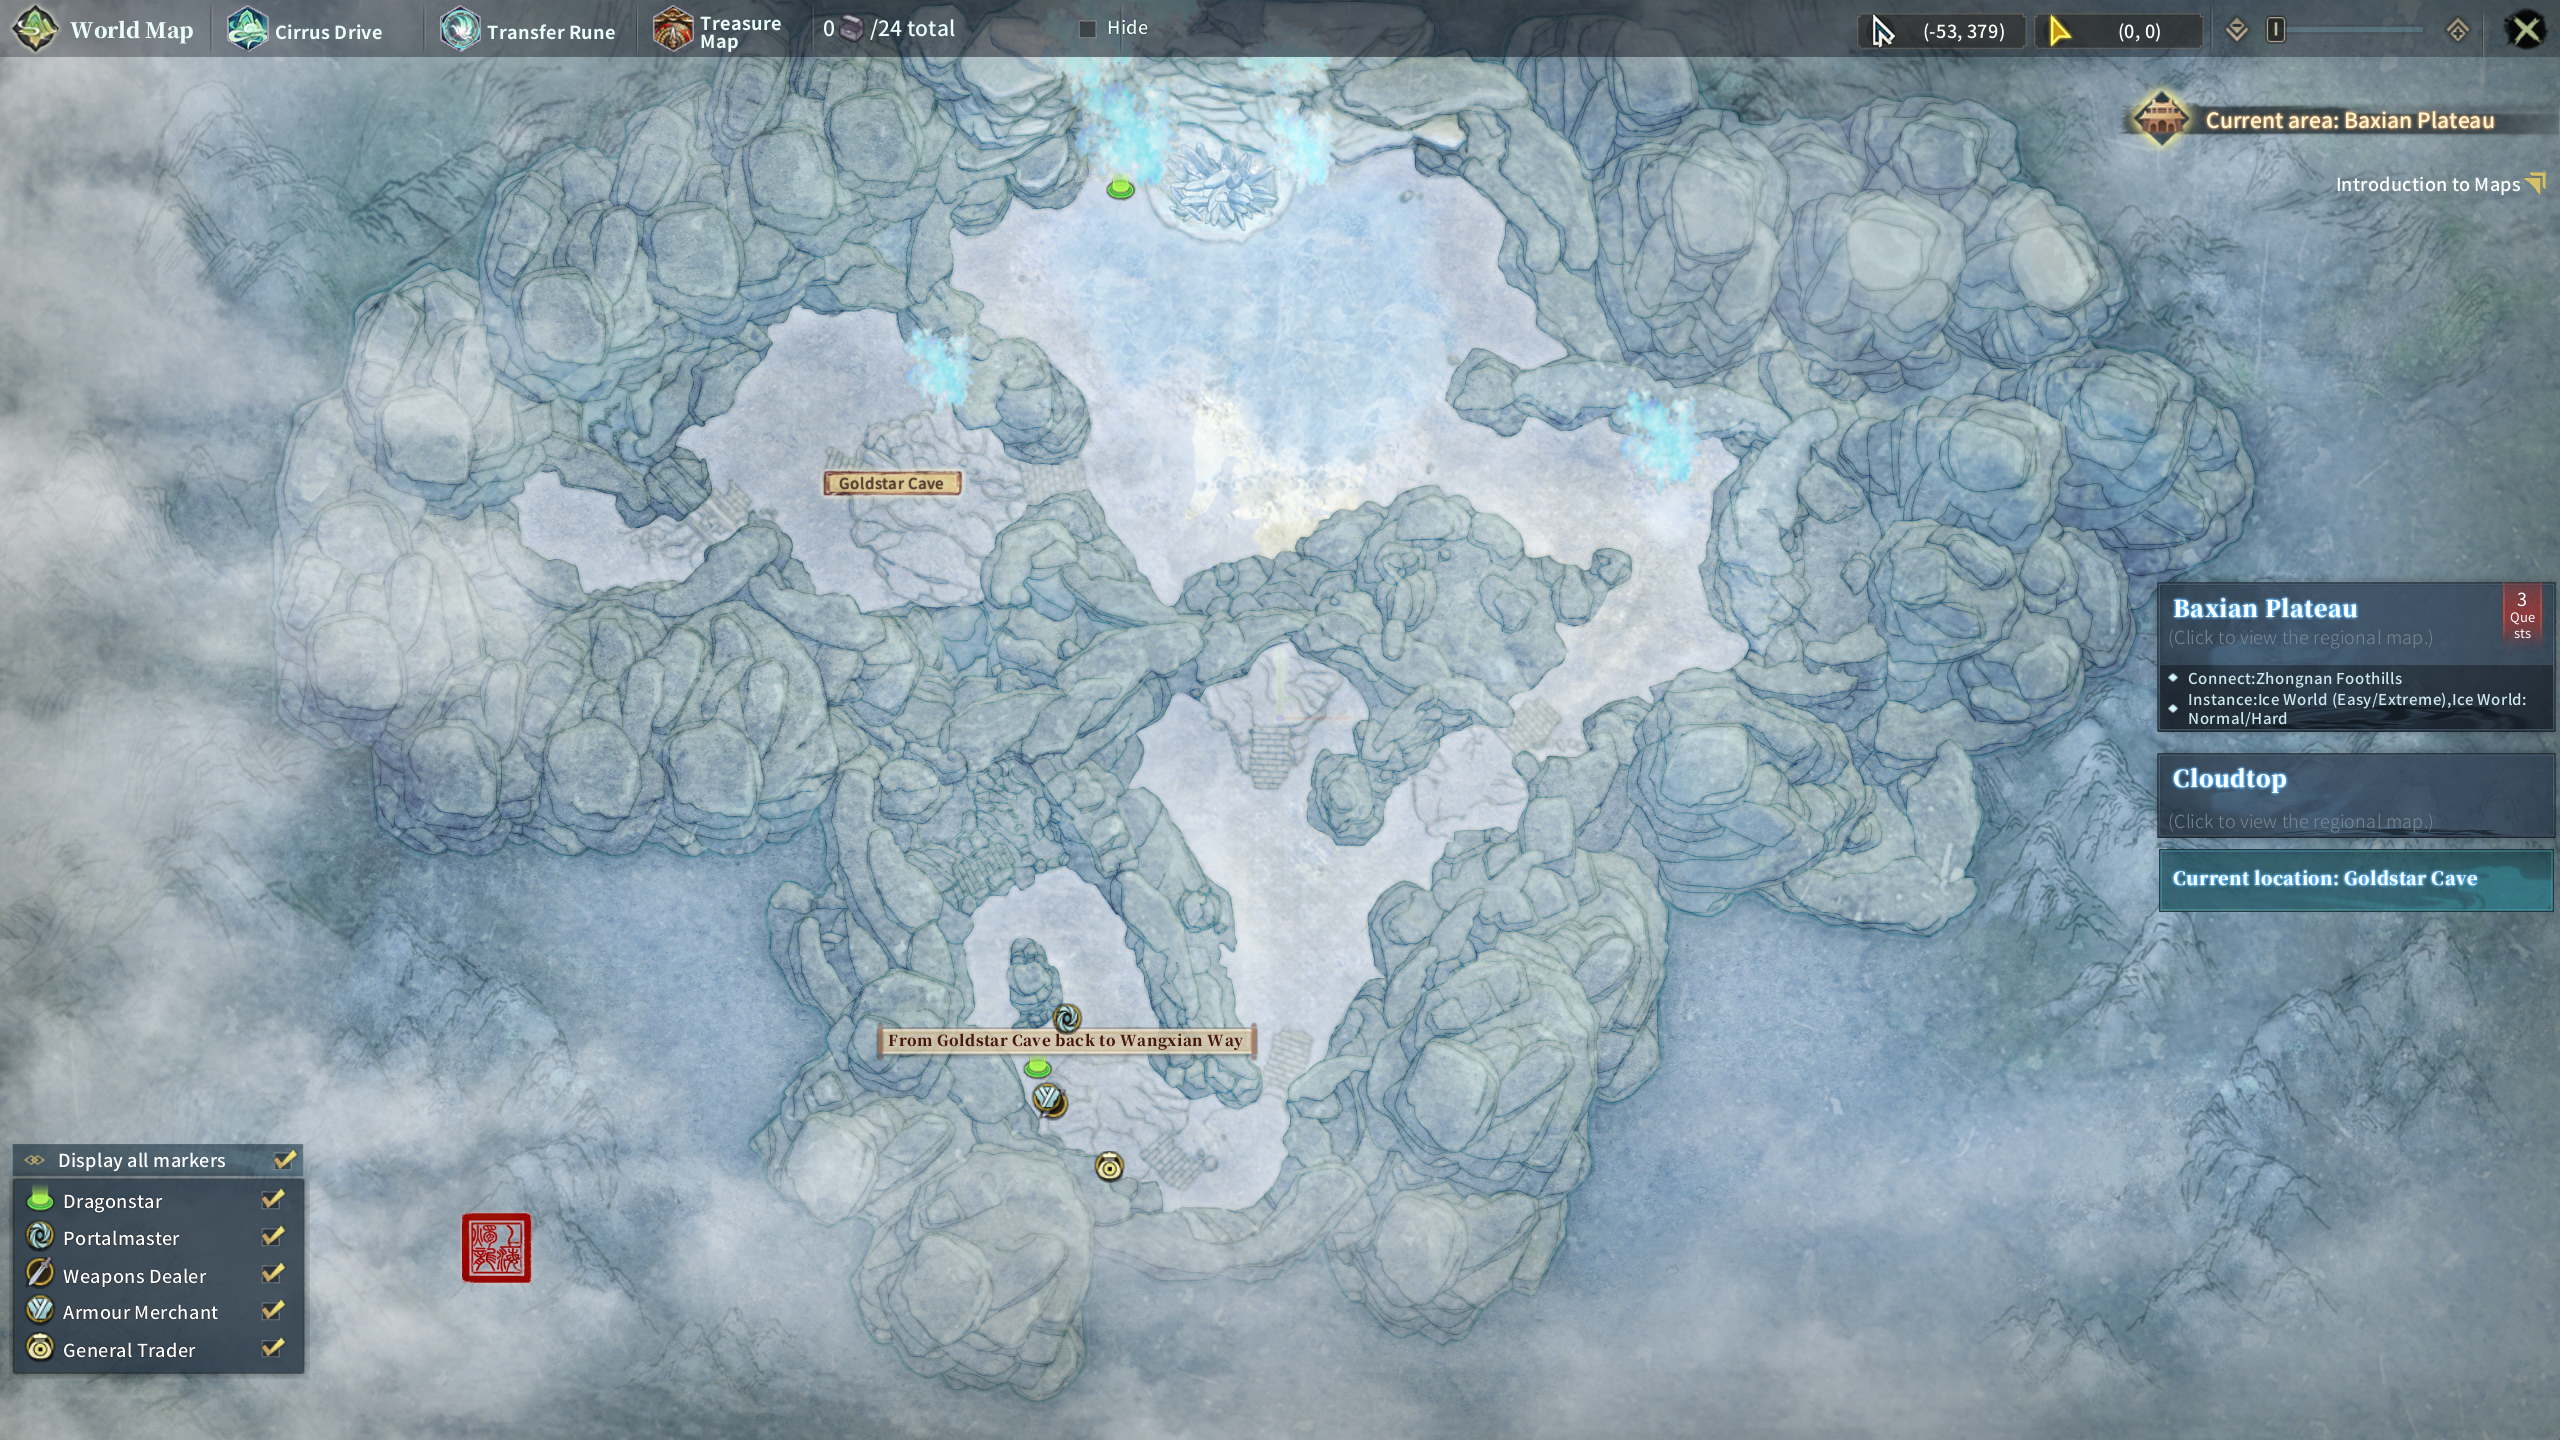 World Map
Cirrus Drive
Transfer Rune
Treasure
Map
0 /24 total
Hide
(-53, 379)
(0, 0)
Current area: Baxian Plateau
Introduction to Maps
Goldstar Cave
Baxian Plateau
3
Que
sts
(Click to view the regional map.)
Connect:Zhongnan Foothills
Instance:Ice World (Easy/Extreme),Ice World:
Normal/Hard
Cloudtop
(Click to view the regional map.)
Current location: Goldstar Cave
From Goldstar Cave back to Wangxian Way
Display all markers
Dragonstar
Portalmaster
Weapons Dealer
Armour Merchant
General Trader